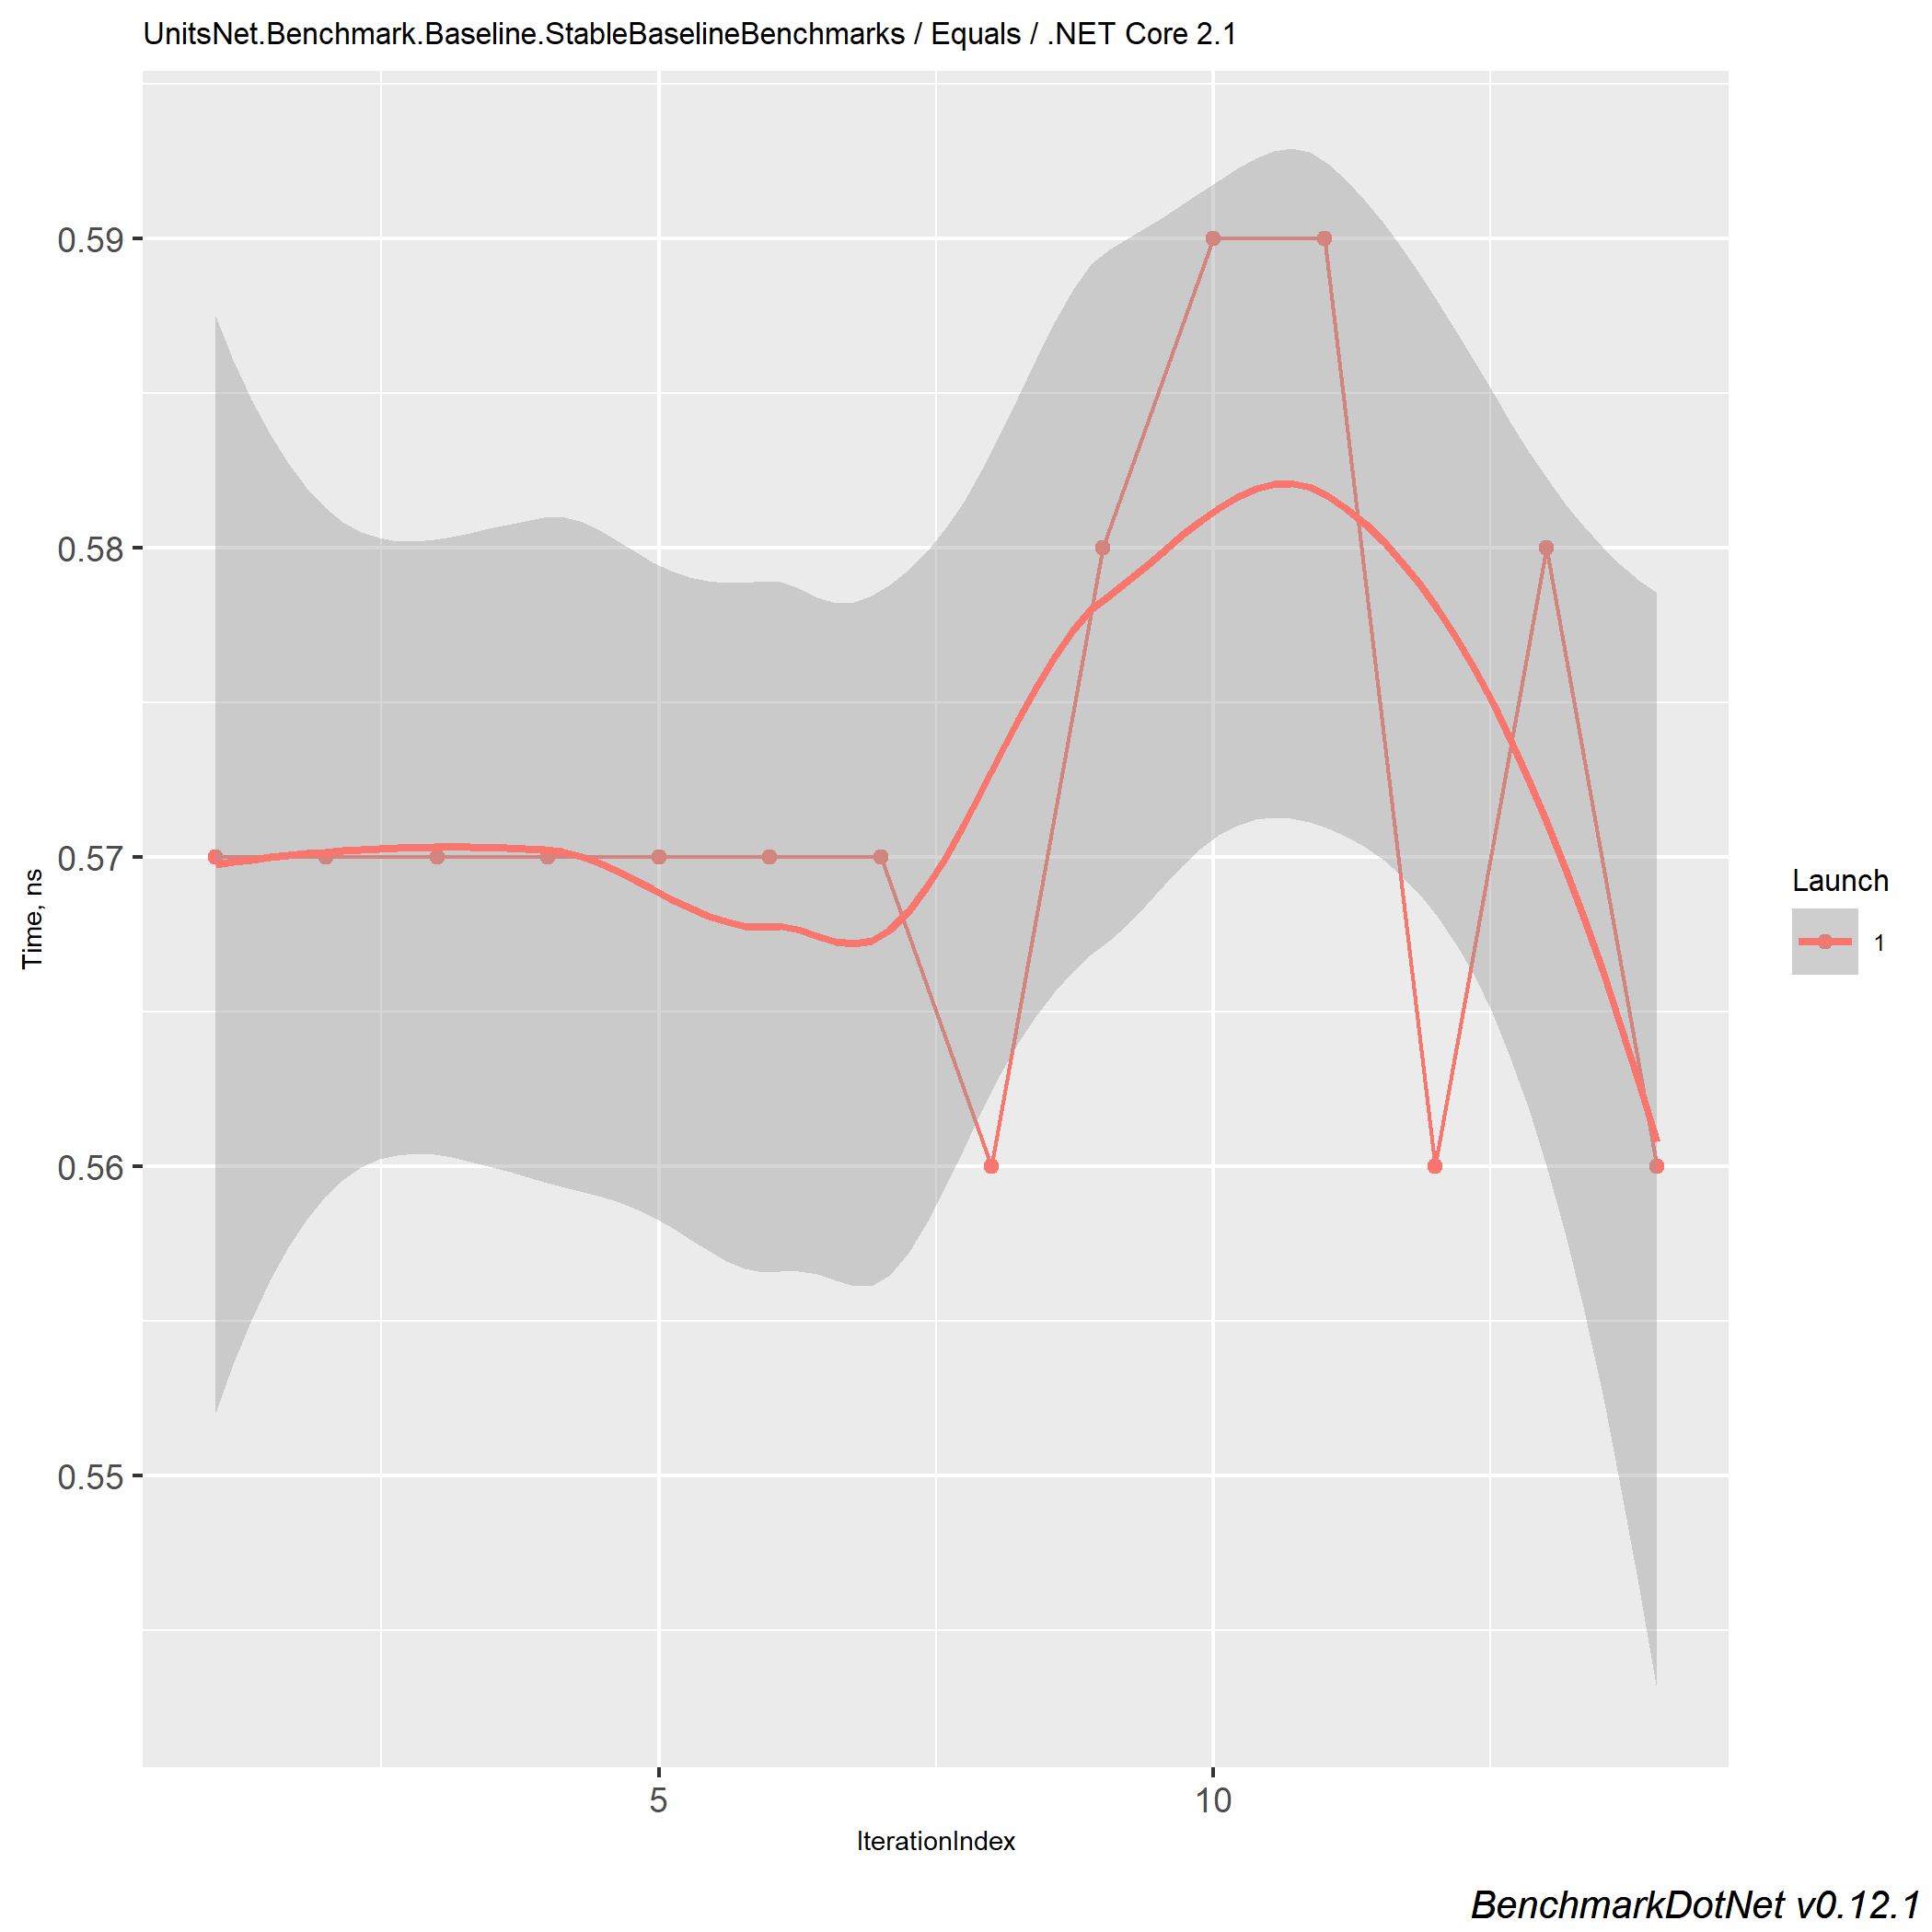 UnitsNet.Benchmark.Baseline.StableBaselineBenchmarks / Equals / .NET Core 2.1
0.59
0.58
0.57
0.56
0.55
Time, ns
5
10
IterationIndex
Launch
1
BenchmarkDotNet v0.12.1